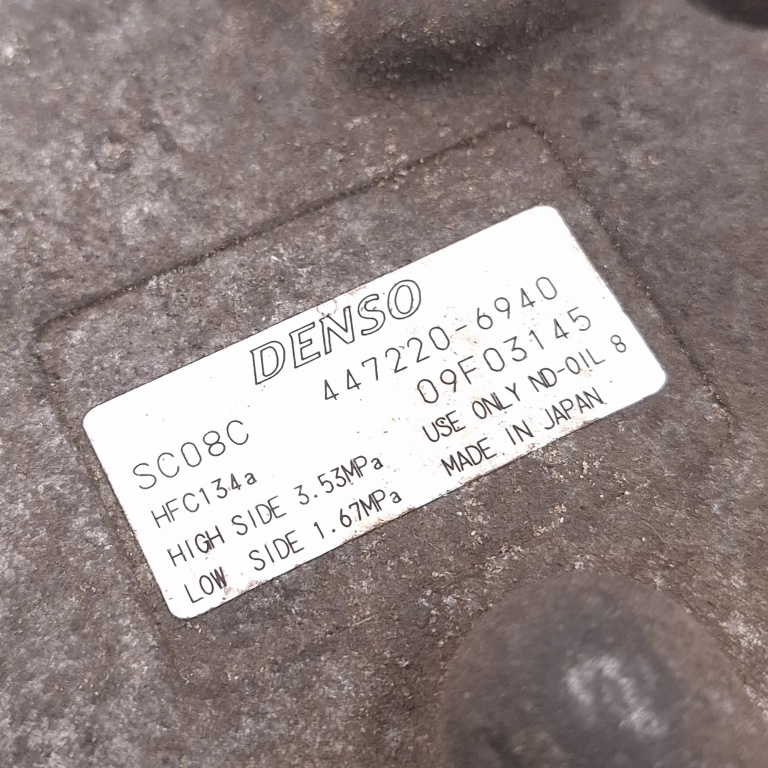 DENSO
447220-6940
SC08C
09F03145
HFC134a
USE ONLY ND-OIL 8
HIGH SIDE 3.53MPa
MADE IN JAPAN
LOW SIDE 1.67MPa